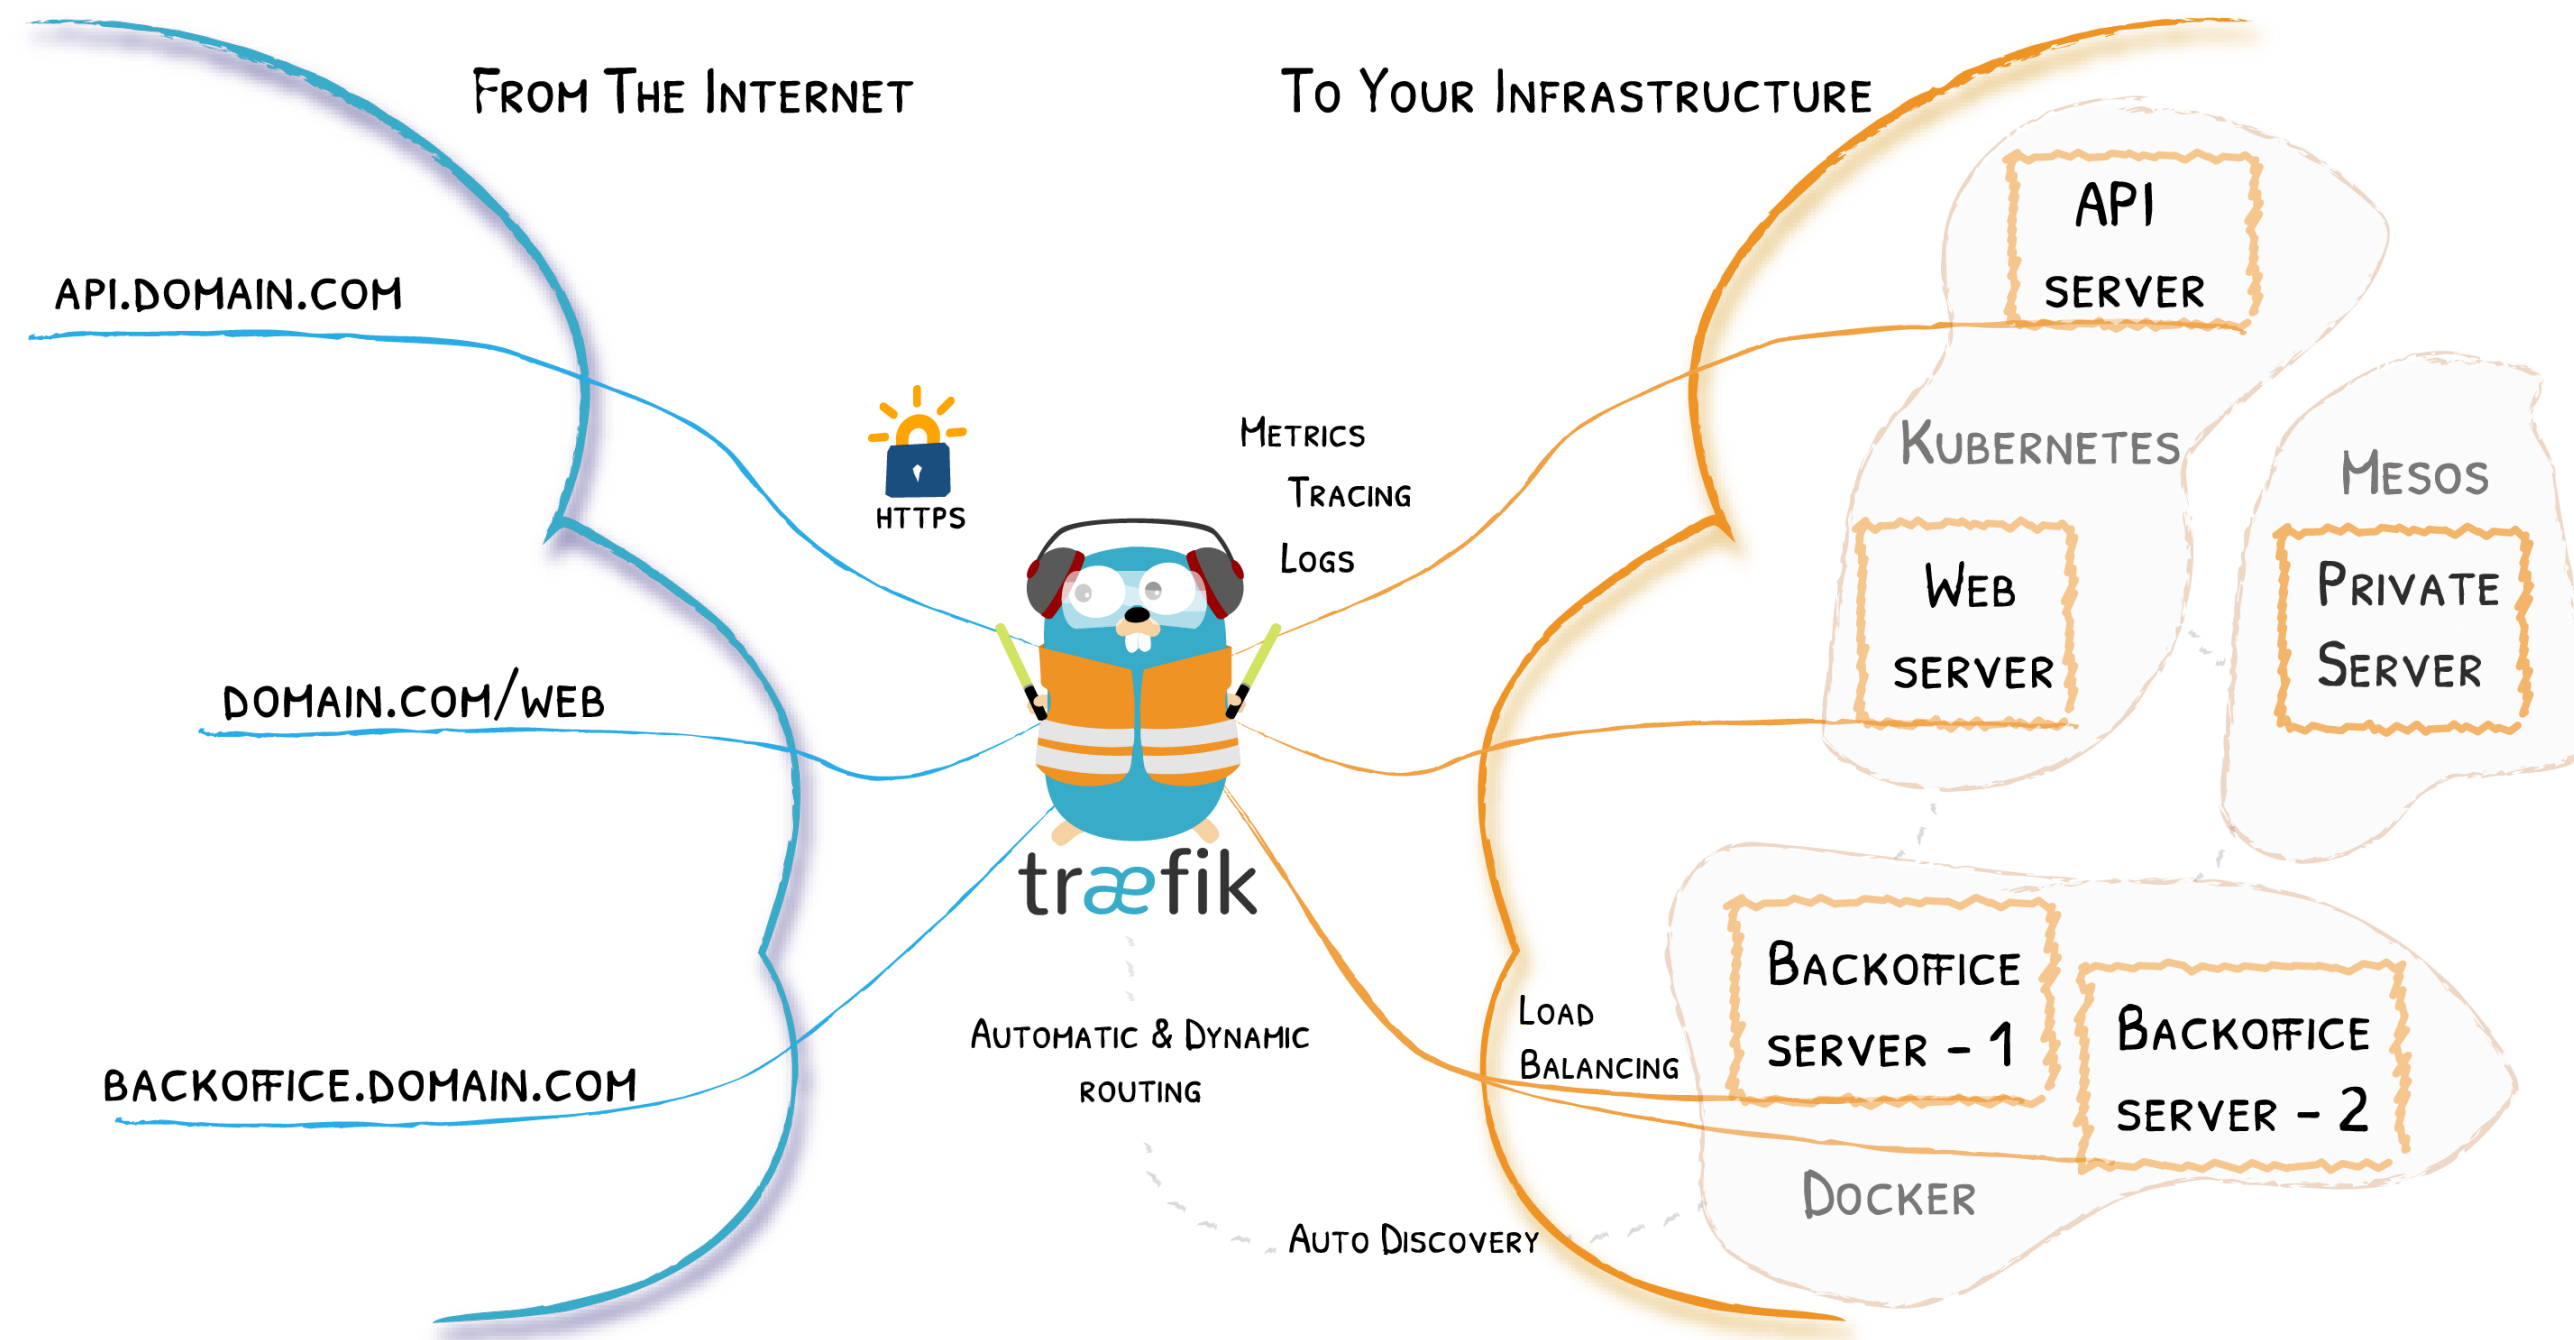 From The Internet
To Your Infrastructure
api.domain.com
domain.com/web
backoffice.domain.com
HTTPS
Metrics
Tracing
Logs
træfik
Automatic & Dynamic
routing
Auto Discovery
Load
Balancing
API
server
Kubernetes
Web
server
Mesos
Private
Server
Backoffice
server - 1
Backoffice
server - 2
Docker